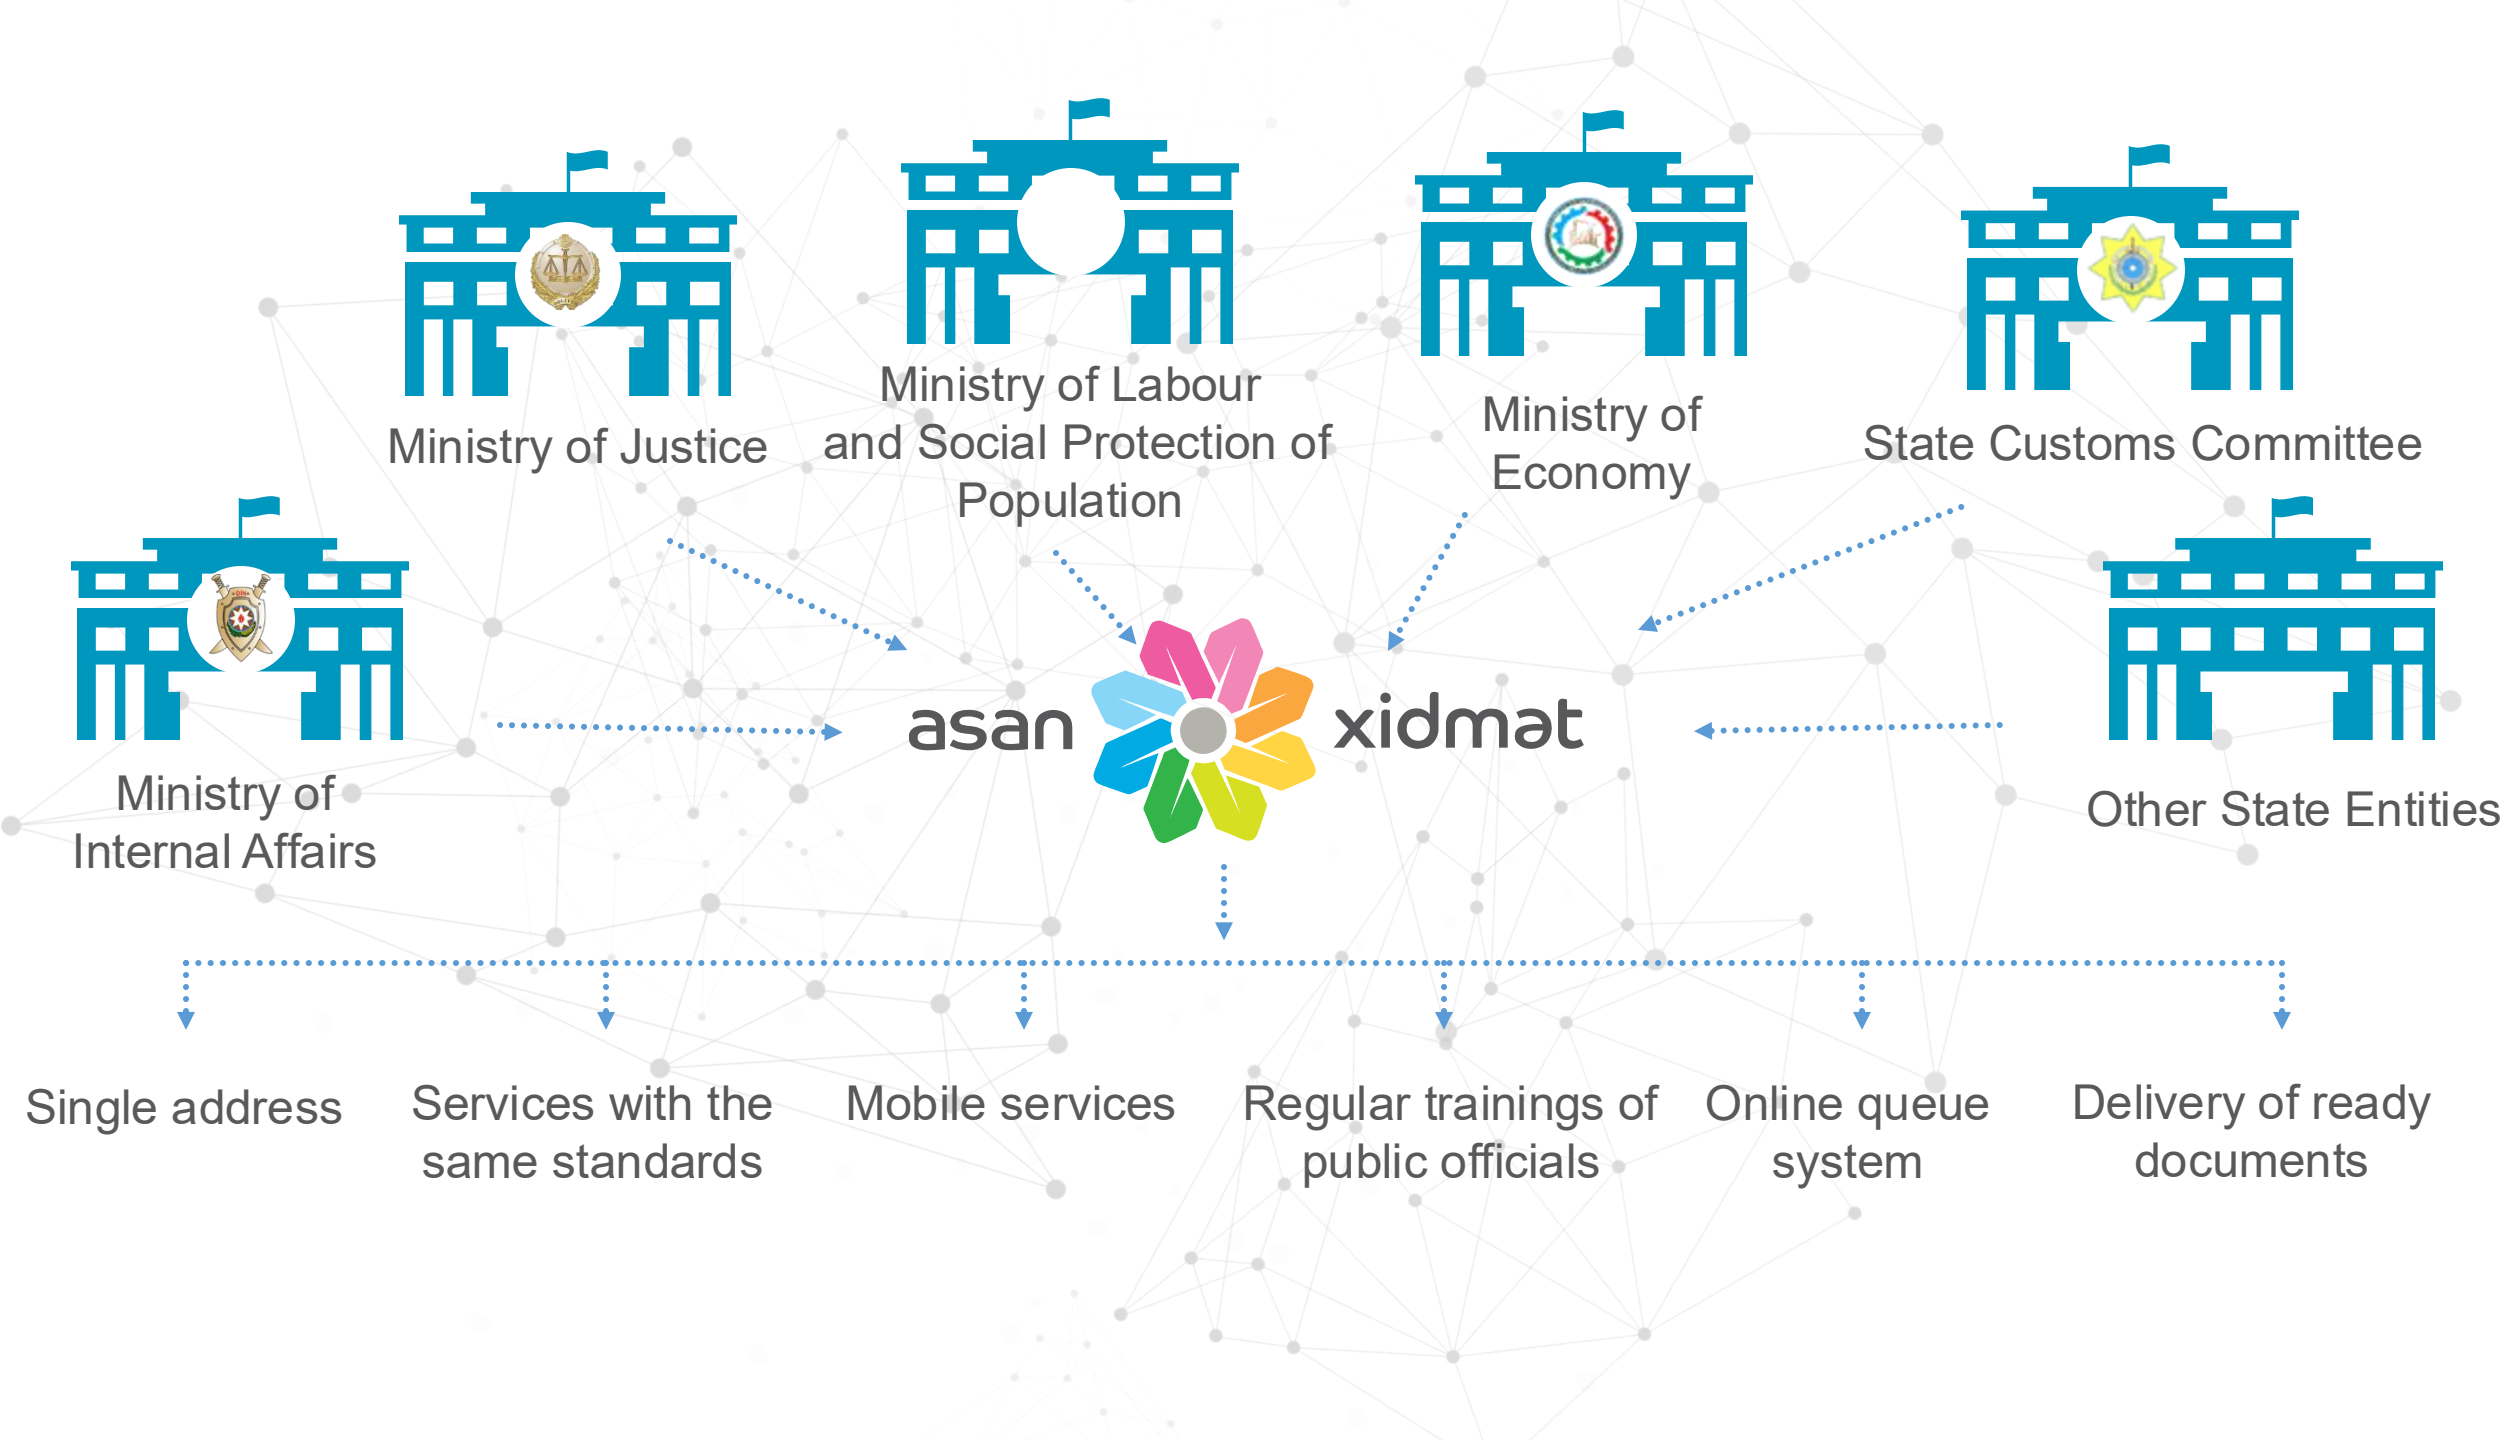 Ministry of Justice
Ministry of Labour
and Social Protection of
Population
Ministry of
Economy
State Customs Committee
Ministry of
Internal Affairs
asan xidmat
Other State Entities
Single address
Services with the
same standards
Mobile services
Regular trainings of
public officials
Online queue
system
Delivery of ready
documents